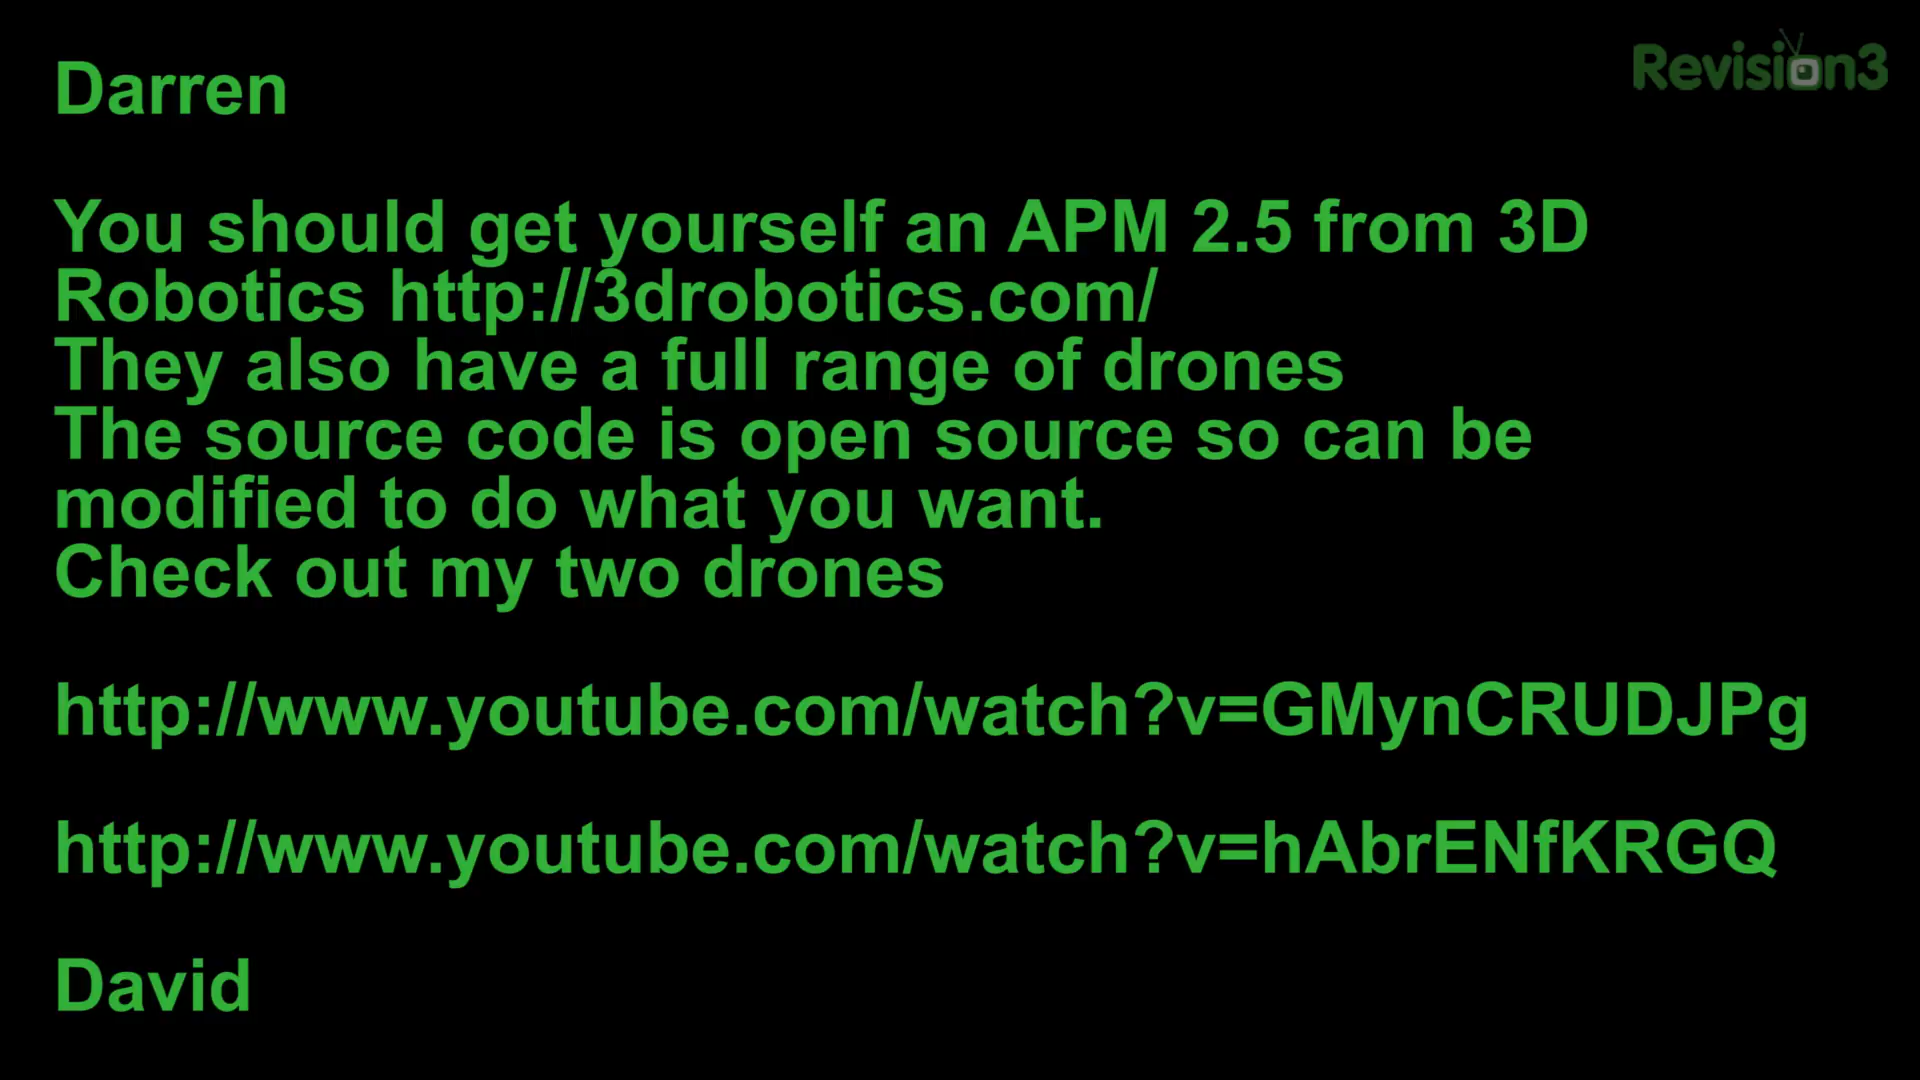 Revision3
Darren
You should get yourself an APM 2.5 from 3D
Robotics http://3drobotics.com/
They also have a full range of drones
The source code is open source so can be
modified to do what you want.
Check out my two drones
http://www.youtube.com/watch?v=GMynCRUDJPg
http://www.youtube.com/watch?v=hAbrENfKRGQ
David